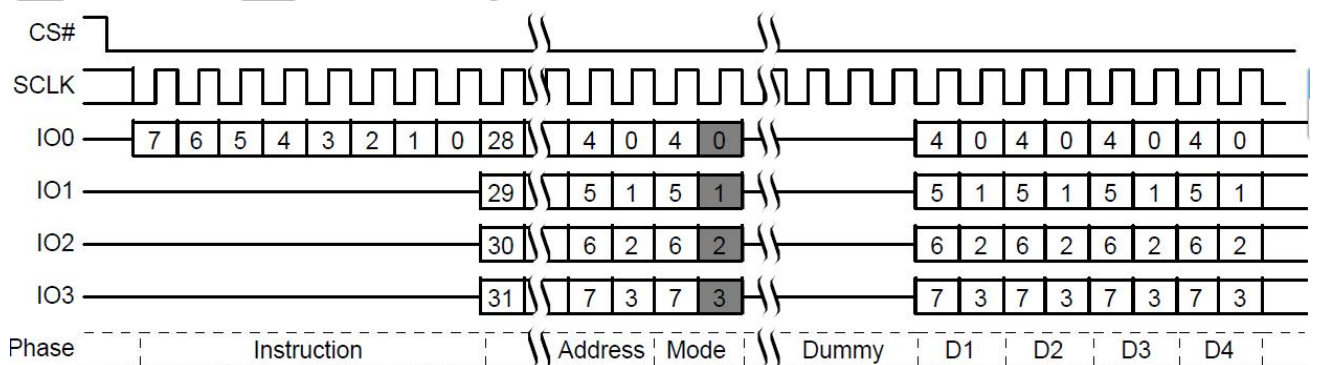 CS#
SCLK
IO0 7 6 5 4 3 2 1 0 28 4 0 4 0 4 0 4 0 4 0 4 0
IO1 29 5 1 5 1 5 1 5 1 5 1 5 1
IO2 30 6 2 6 2 6 2 6 2 6 2 6 2
IO3 31 7 3 7 3 7 3 7 3 7 3 7 3
Phase Instruction Address Mode Dummy D1 D2 D3 D4